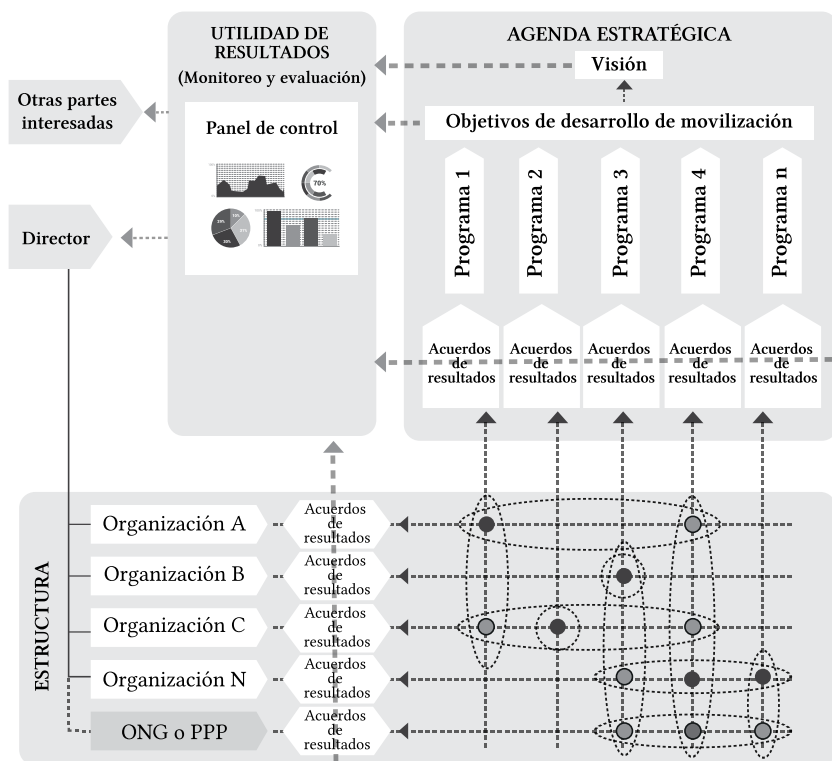 UTILIDAD DE
RESULTADOS
(Monitoreo y evaluación)
Panel de control
70%
AGENDA ESTRATÉGICA
Visión
Objetivos de desarrollo de movilización
Programa 1
Programa 2
Programa 3
Programa 4
Programa n
Acuerdos
de
resultados
Acuerdos
de
resultados
Acuerdos
de
resultados
Acuerdos
de
resultados
Acuerdos
de
resultados
Otras partes
interesadas
Director
ESTRUCTURA
Organización A
Acuerdos
de
resultados
Organización B
Acuerdos
de
resultados
Organización C
Acuerdos
de
resultados
Organización N
Acuerdos
de
resultados
ONG o PPP
Acuerdos
de
resultados